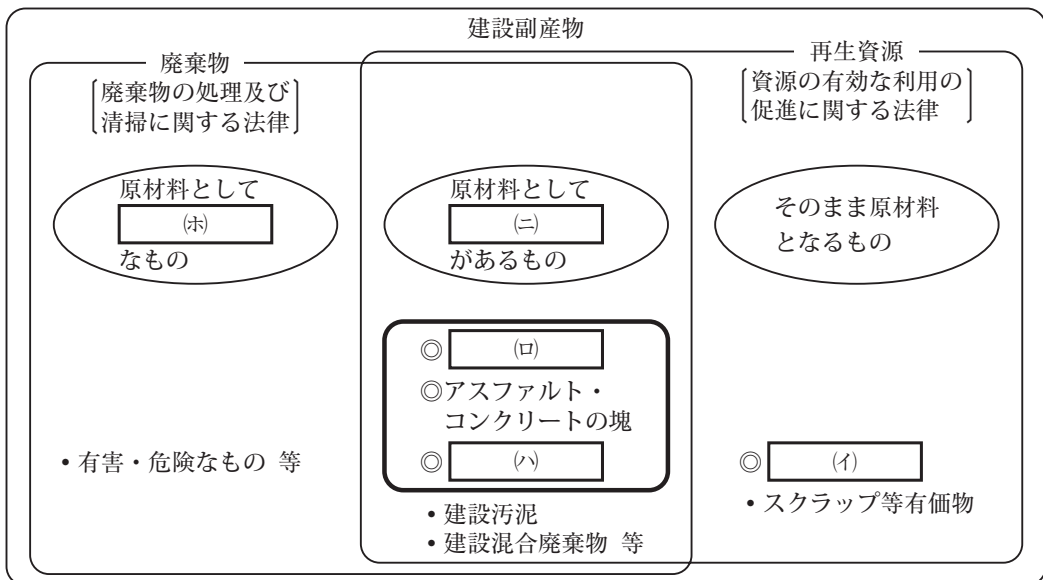 建設副産物
廃棄物
廃棄物の処理及び
清掃に関する法律
再生資源
資源の有効な利用の
促進に関する法律
原材料として
㈭
なもの
原材料として
㈡
があるもの
そのまま原材料
となるもの
◎ ㈺
◎アスファルト・
コンクリートの塊
◎ ㈩
•有害・危険なもの 等
•建設汚泥
•建設混合廃棄物 等
◎ ㈑
•スクラップ等有価物